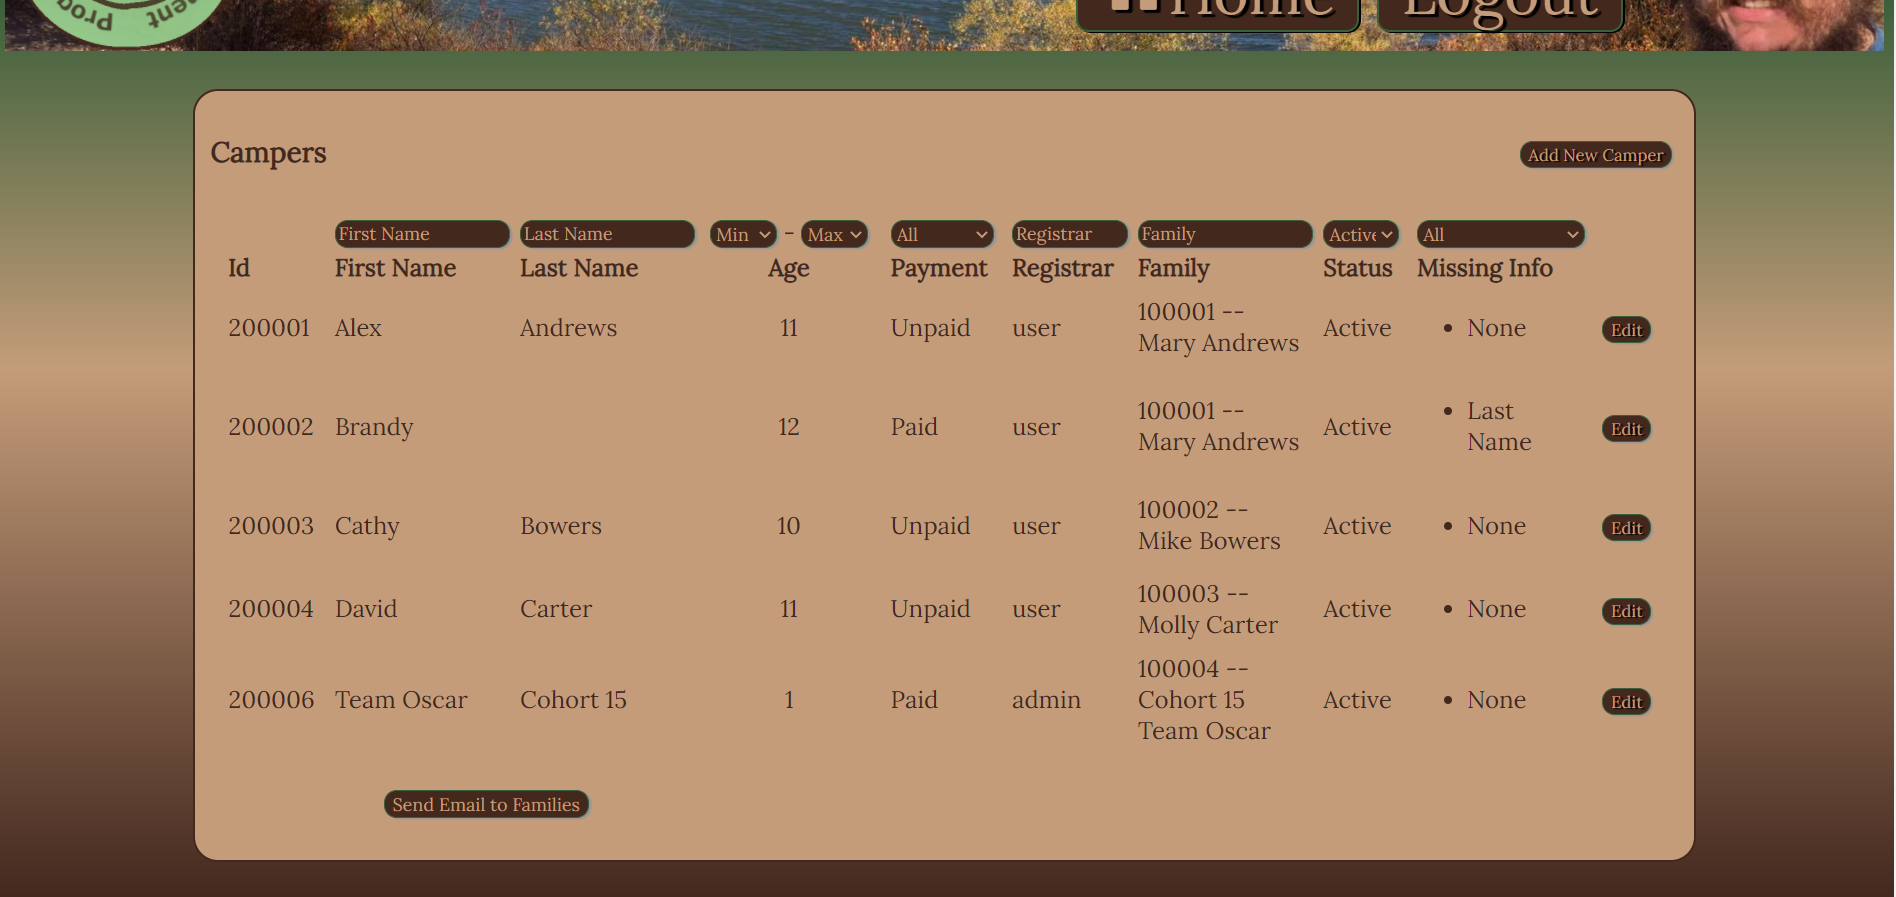 Home Logout
Campers
Add New Camper
First Name Last Name Min - Max All Registrar Family Active All
Id First Name Last Name Age Payment Registrar Family Status Missing Info
200001 Alex Andrews 11 Unpaid user 100001 -- Mary Andrews Active • None Edit
200002 Brandy 12 Paid user 100001 -- Mary Andrews Active • Last Name Edit
200003 Cathy Bowers 10 Unpaid user 100002 -- Mike Bowers Active • None Edit
200004 David Carter 11 Unpaid user 100003 -- Molly Carter Active • None Edit
200006 Team Oscar Cohort 15 1 Paid admin 100004 -- Cohort 15 Team Oscar Active • None Edit
Send Email to Families